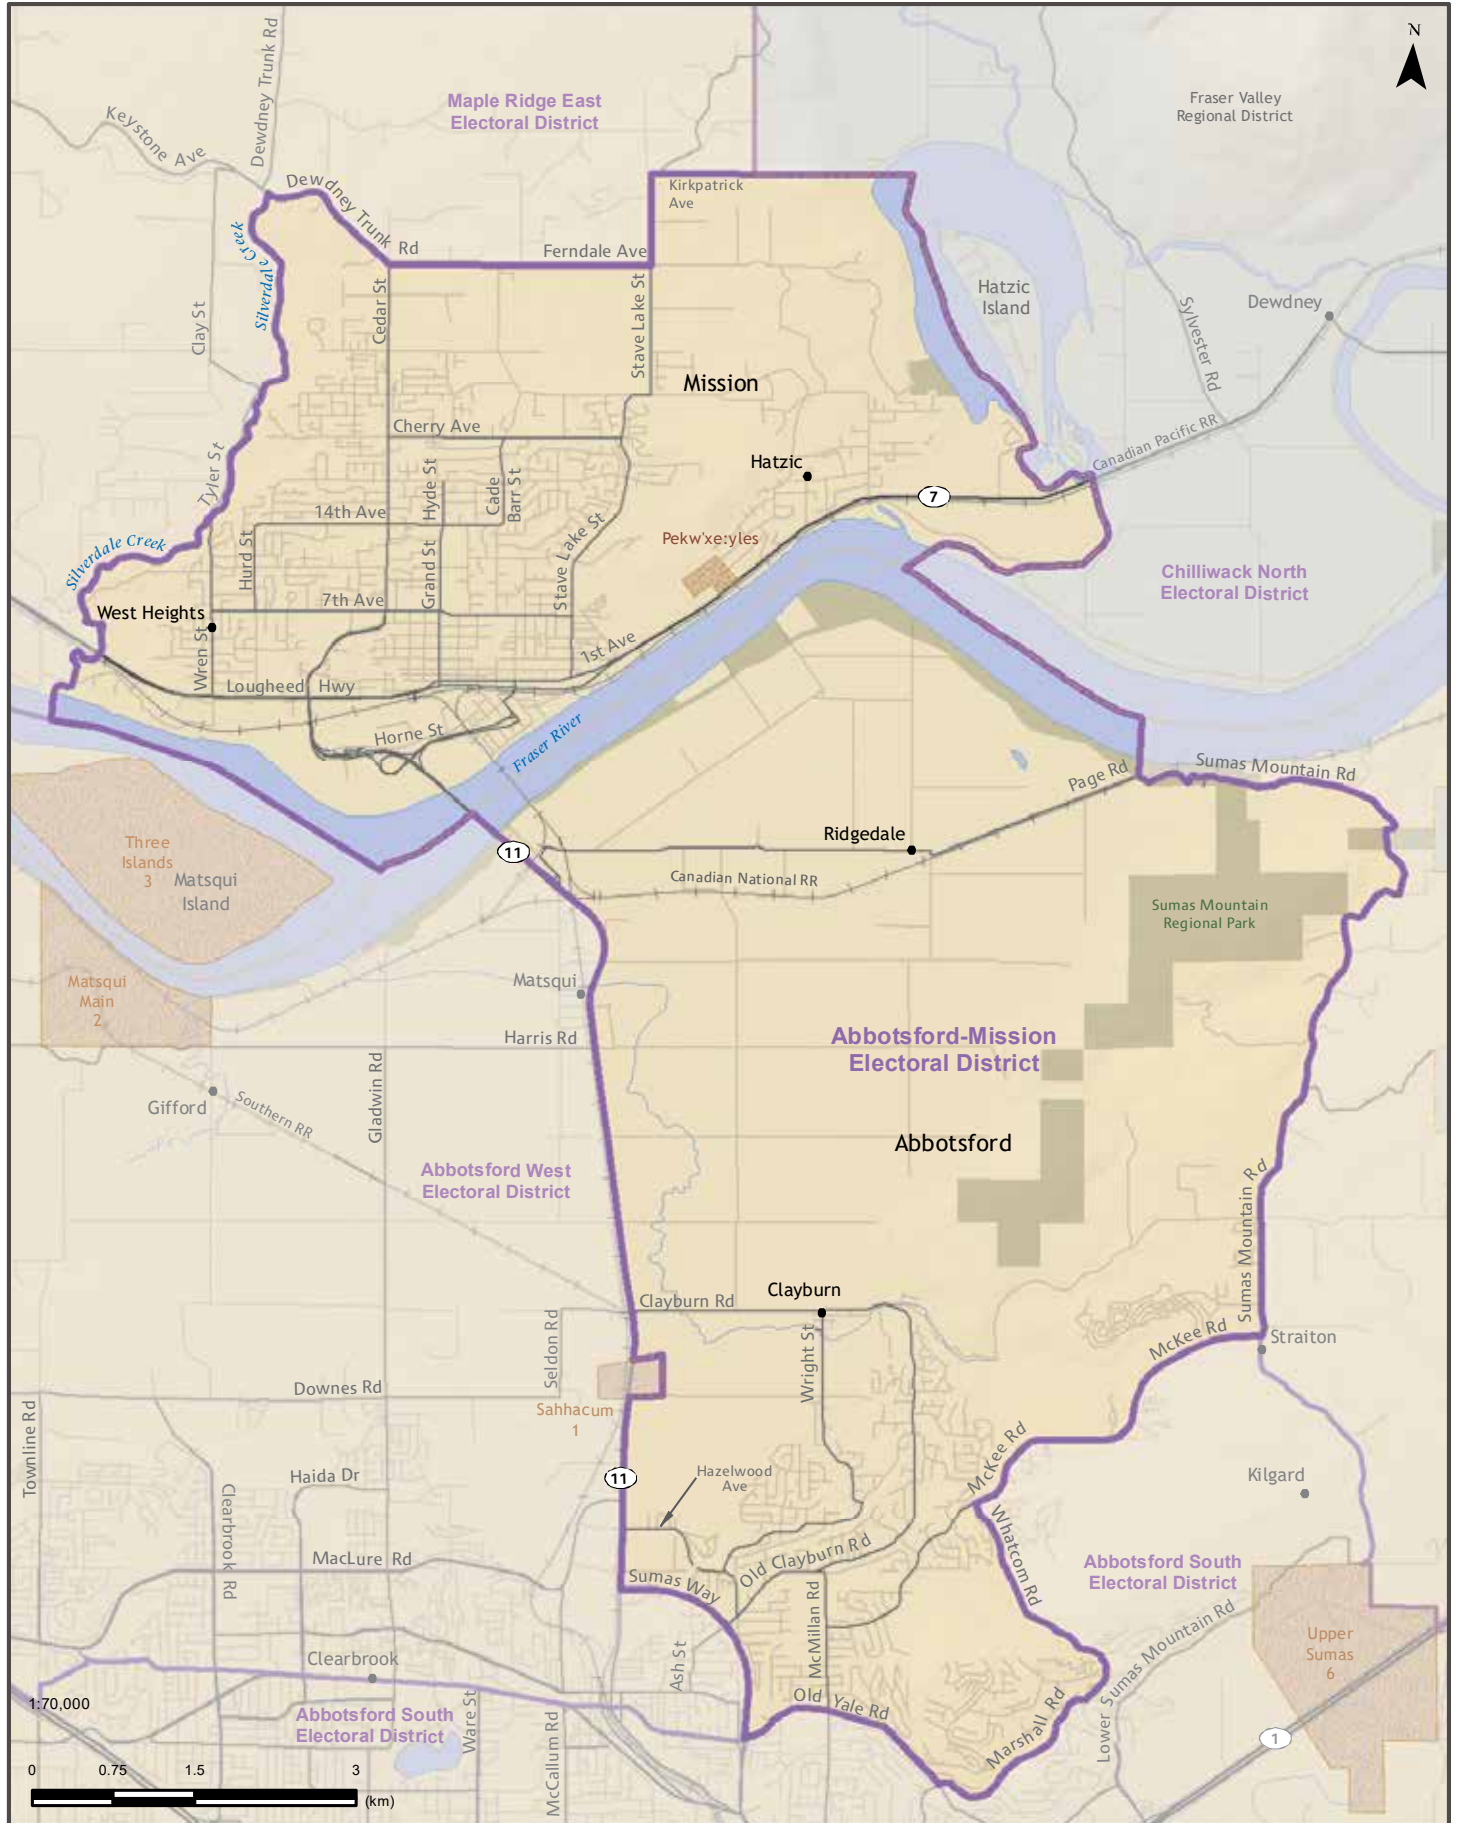 N
Fraser Valley
Regional District
Maple Ridge East
Electoral District
Dewdney Trunk Rd
Keystone Ave
Kirkpatrick
Ave
Dewdney Trunk
Rd
Ferndale Ave
Silverdale Creek
Silverdale Creek
Clay St
Cedar St
Stave Lake St
Hatzic
Island
Dewdney
Sylvester Rd
Mission
Cherry Ave
Canadian Pacific RR
Hatzic
Tyler St
Hyde St
Cade
Barr St
7
14th Ave
Stave Lake St
Pekw'xe:yles
Silverdale Creek
Hurd St
Grand St
Chilliwack North
Electoral District
7th Ave
West Heights
Wren St
1st Ave
Lougheed
Hwy
Horne St
Fraser River
Page Rd
Sumas Mountain Rd
Ridgedale
11
Three
Islands
3
Matsqui
Island
Canadian National RR
Sumas Mountain
Regional Park
Matsqui
Main
2
Matsqui
Harris Rd
Abbotsford-Mission
Electoral District
Gladwin Rd
Gifford
Southern RR
Abbotsford
Abbotsford West
Electoral District
Sumas Mountain Rd
Clayburn
Clayburn Rd
Seldon Rd
Wright St
McKee Rd
Straiton
Downes Rd
Sahhacum
1
Townline Rd
McKee Rd
Haida Dr
11
Hazelwood
Ave
Kilgard
Clearbrook Rd
Whatcom Rd
MacLure Rd
Old Clayburn Rd
Sumas Way
Abbotsford South
Electoral District
McMillan Rd
Lower Sumas Mountain Rd
Upper
Sumas
6
Ash St
Clearbrook
Old
Yale Rd
Marshall Rd
1:70,000
Abbotsford South
Electoral District
Ware St
McCallum Rd
1
0
0.75
1.5
3
(km)